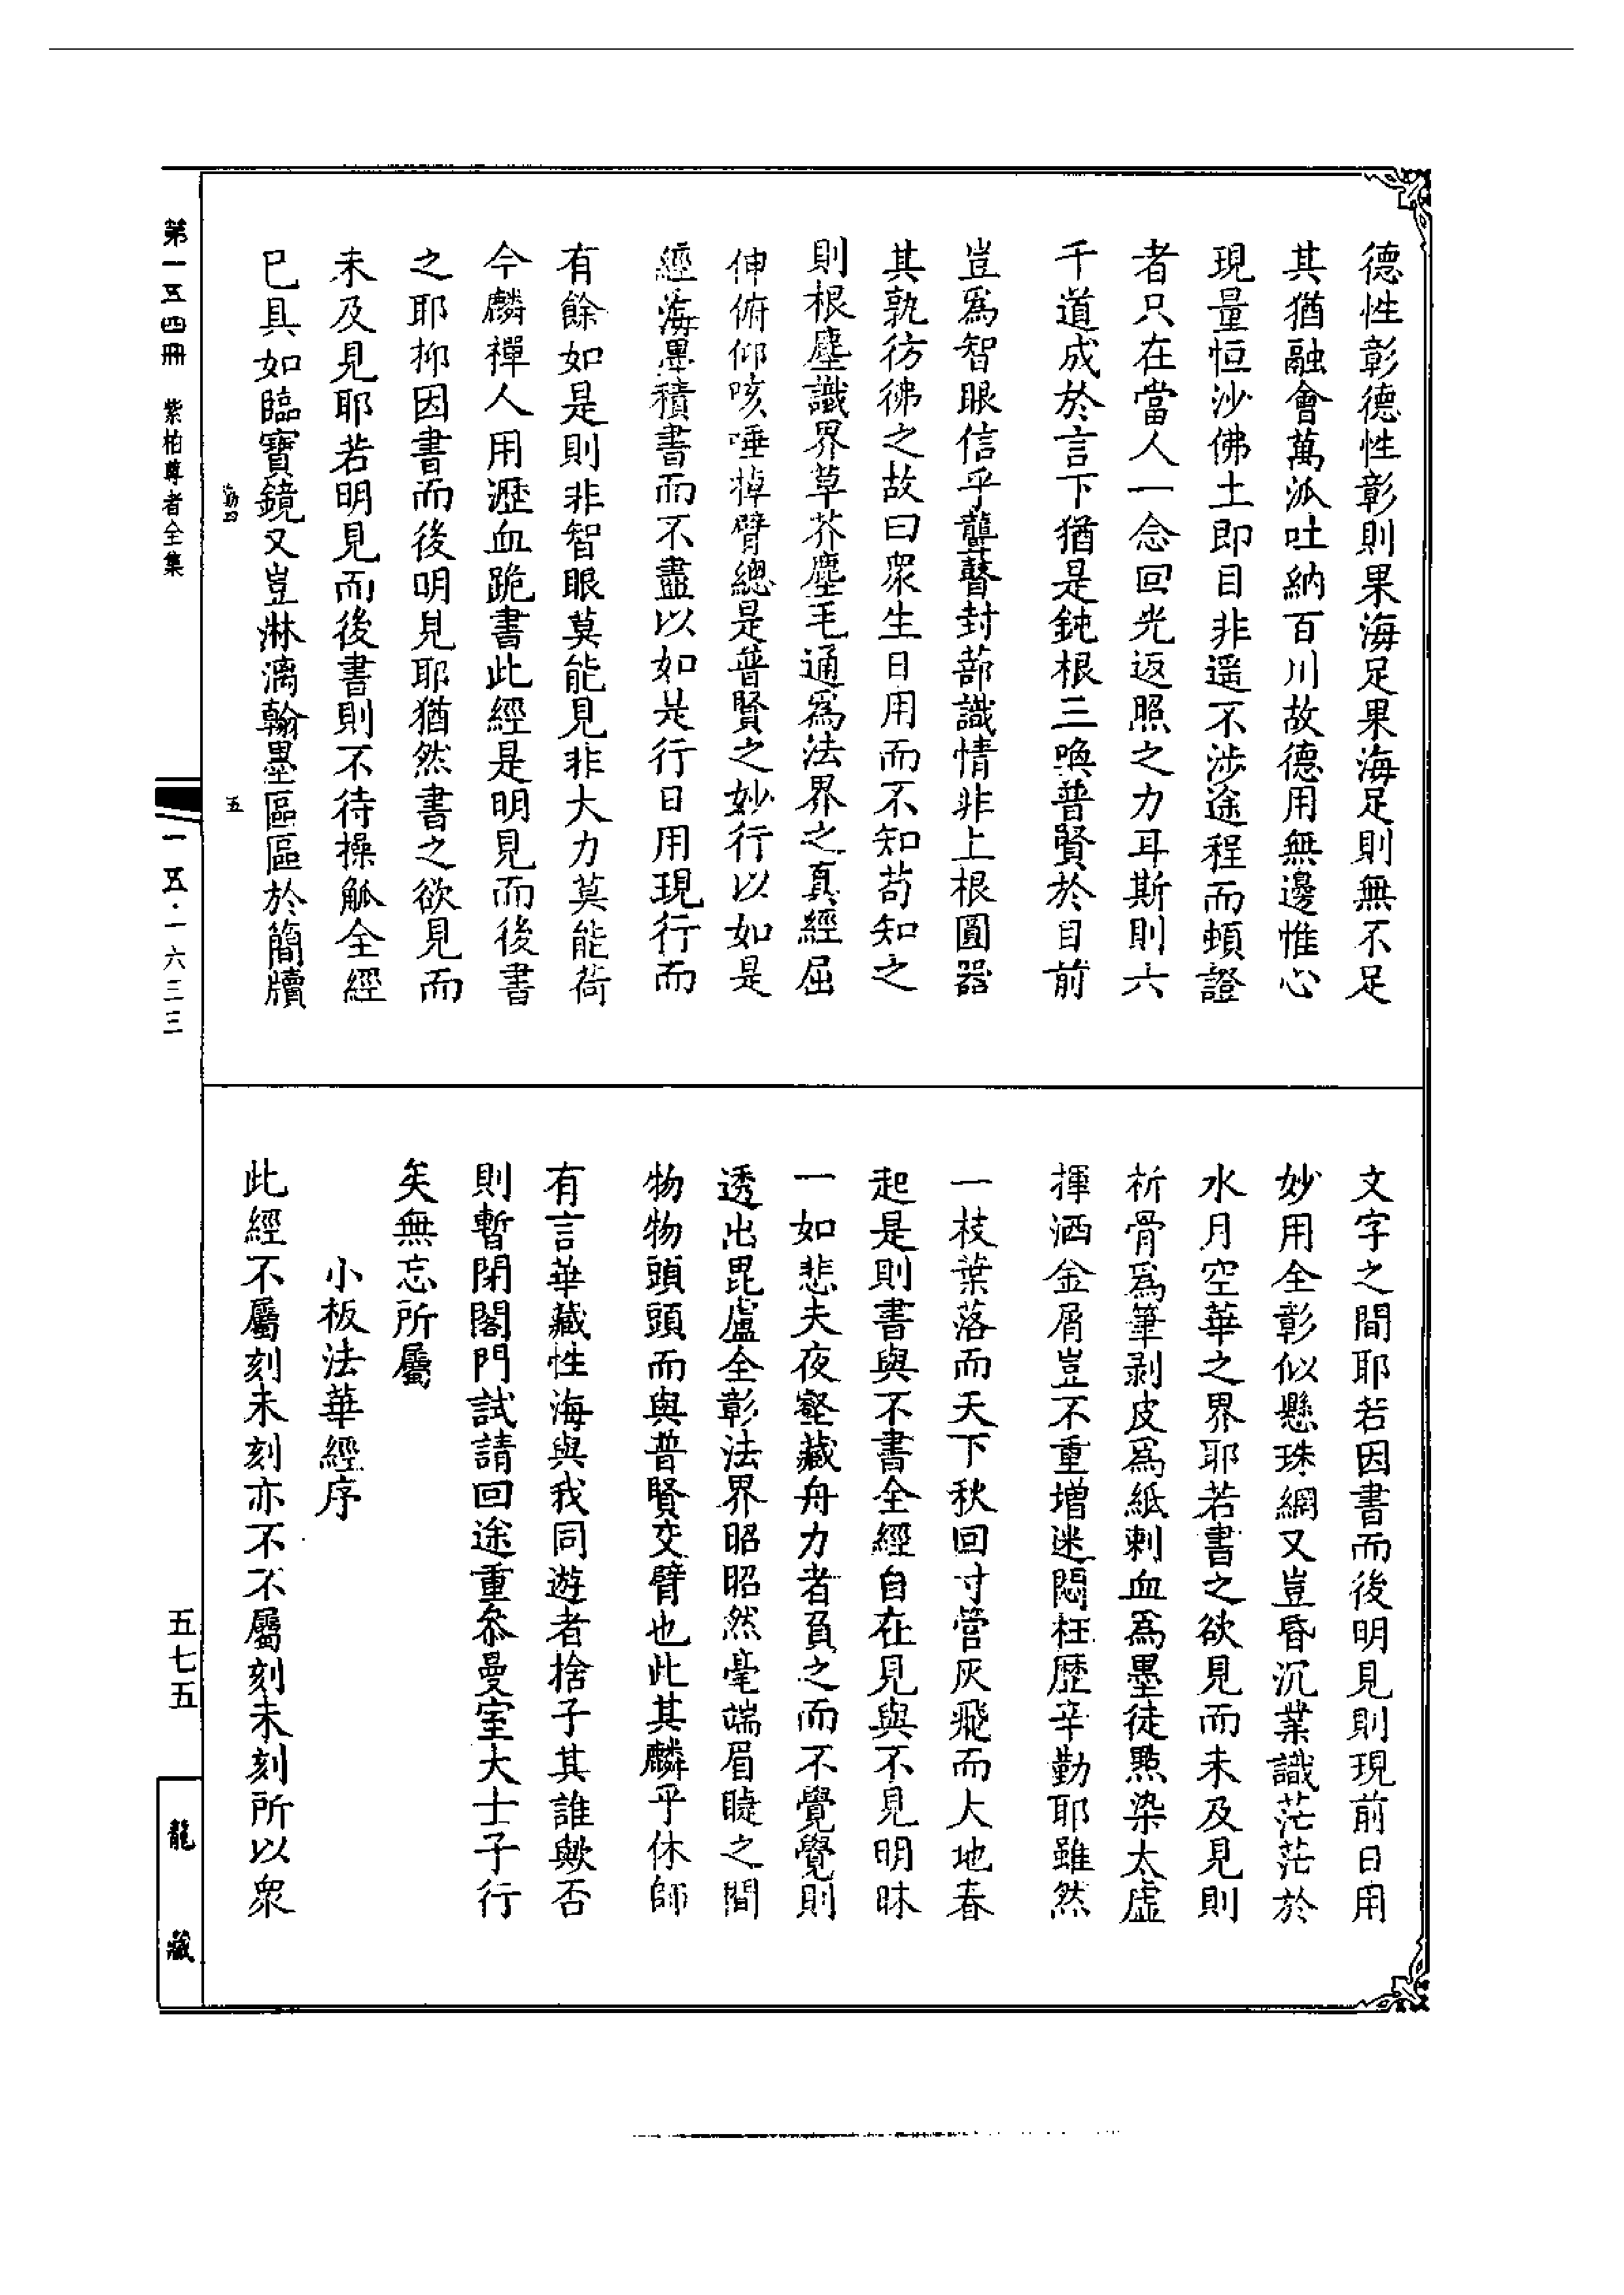 德性彰德性彰則果海足果海足則無不足
其猶融會萬派吐納百川故德用無邊惟心
現量恒沙佛土即目非遥不涉途程而頓證
者只在當人一念回光返照之力耳斯則六
千道成於言下猶是鈍根三喚普賢於目前
豈爲智眼信乎聾瞽封蔀識情非上根圓器
其孰彷彿之故曰衆生日用而不知茍知之
則根塵識界草芥塵毛通爲法界之真經屈
伸俯仰咳唾掉臂總是普賢之妙行以如是
經海墨積書而不盡以如是行日用現行而
有餘如是則非智眼莫能見非大力莫能荷
今麟禪人用瀝血跪書此經是明見而後書
之耶抑因書而後明見耶猶然書之欲見而
未及見耶若明見而後書則不待操觚全經
已具如臨寶鏡又豈淋漓翰墨區區於簡牘
文字之間耶若因書而後明見則現前日用
妙用全彰似懸珠網又豈昏沉業識茫茫於
水月空華之界耶若書之欲見而未及見則
析骨爲筆剥皮爲紙刺血爲墨徒點染太虛
揮洒金屑豈不重增迷悶枉歷辛勤耶雖然
一枝葉落而天下秋回寸管灰飛而大地春
起是則書與不書全經自在見與不見明昧
一如悲夫夜壑藏舟力者負之而不覺覺則
透出毘盧全彰法界昭昭然毫端眉睫之間
物物頭頭而與普賢交臂也此其麟乎休師
有言華藏性海與我同遊者捨子其誰歟否
則暫閉閣門試請回途重叅曼室大士子行
矣無忘所屬
小板法華經序
此經不屬刻未刻亦不不屬刻未刻所以衆
第一五四冊 紫柏尊者全集
五
一五·一六三三
五七五
龍藏